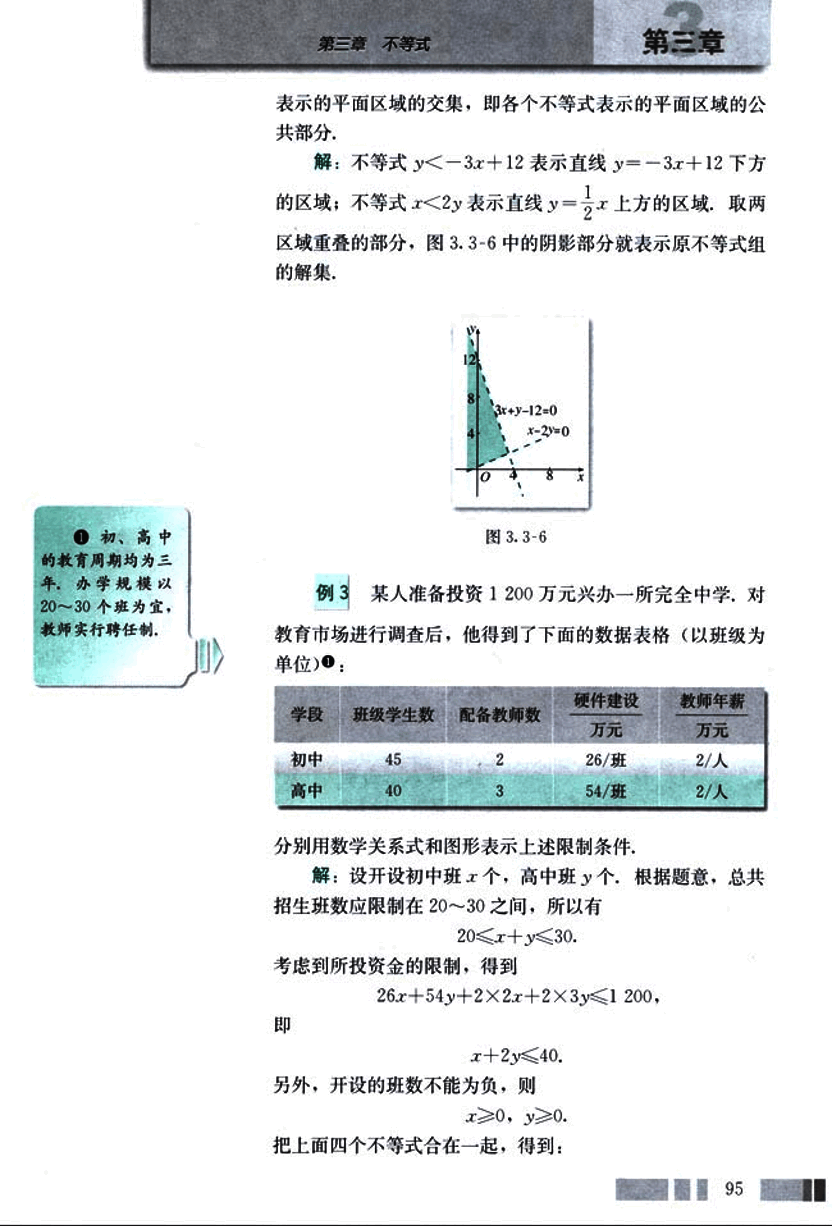 第三章 不等式
第三章
表示的平面区域的交集，即各个不等式表示的平面区域的公
共部分.
解：不等式 y<-3x+12 表示直线 y=-3x+12 下方
的区域；不等式 x<2y 表示直线 y=1/2 x 上方的区域. 取两
区域重叠的部分，图 3.3-6 中的阴影部分就表示原不等式组
的解集.
y
12
8
3x+y-12=0
4
x-2y=0
O 4 8 x
图 3.3-6
❶ 初、高中
的教育周期均为三
年. 办学规模以
20～30 个班为宜，
教师实行聘任制.
例 3 某人准备投资 1 200 万元兴办一所完全中学. 对
教育市场进行调查后，他得到了下面的数据表格（以班级为
单位）❶：
学段 班级学生数 配备教师数 硬件建设/万元 教师年薪/万元
初中 45 2 26/班 2/人
高中 40 3 54/班 2/人
分别用数学关系式和图形表示上述限制条件.
解：设开设初中班 x 个，高中班 y 个. 根据题意，总共
招生班数应限制在 20～30 之间，所以有
20≤x+y≤30.
考虑到所投资金的限制，得到
26x+54y+2×2x+2×3y≤1 200，
即
x+2y≤40.
另外，开设的班数不能为负，则
x≥0，y≥0.
把上面四个不等式合在一起，得到：
95